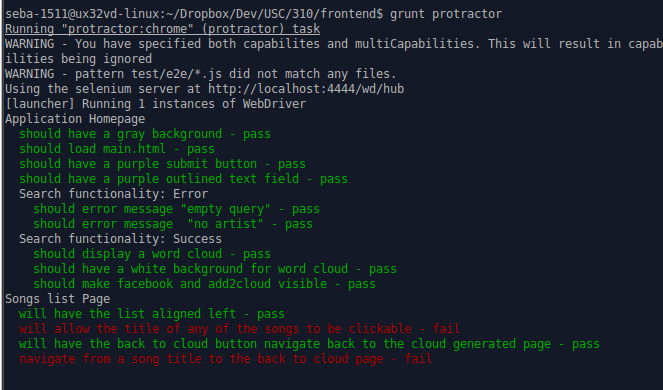 seba-1511@ux32vd-linux:~/Dropbox/Dev/USC/310/frontend$ grunt protractor
Running "protractor:chrome" (protractor) task
WARNING - You have specified both capabilites and multiCapabilities. This will result in capab
ilities being ignored
WARNING - pattern test/e2e/*.js did not match any files.
Using the selenium server at http://localhost:4444/wd/hub
[launcher] Running 1 instances of WebDriver
Application Homepage
should have a gray background - pass
should load main.html - pass
should have a purple submit button - pass
should have a purple outlined text field - pass
Search functionality: Error
should error message "empty query" - pass
should error message  "no artist" - pass
Search functionality: Success
should display a word cloud - pass
should have a white background for word cloud - pass
should make facebook and add2cloud visible - pass
Songs list Page
will have the list aligned left - pass
will allow the title of any of the songs to be clickable - fail
will have the back to cloud button navigate back to the cloud generated page - pass
navigate from a song title to the back to cloud page - fail